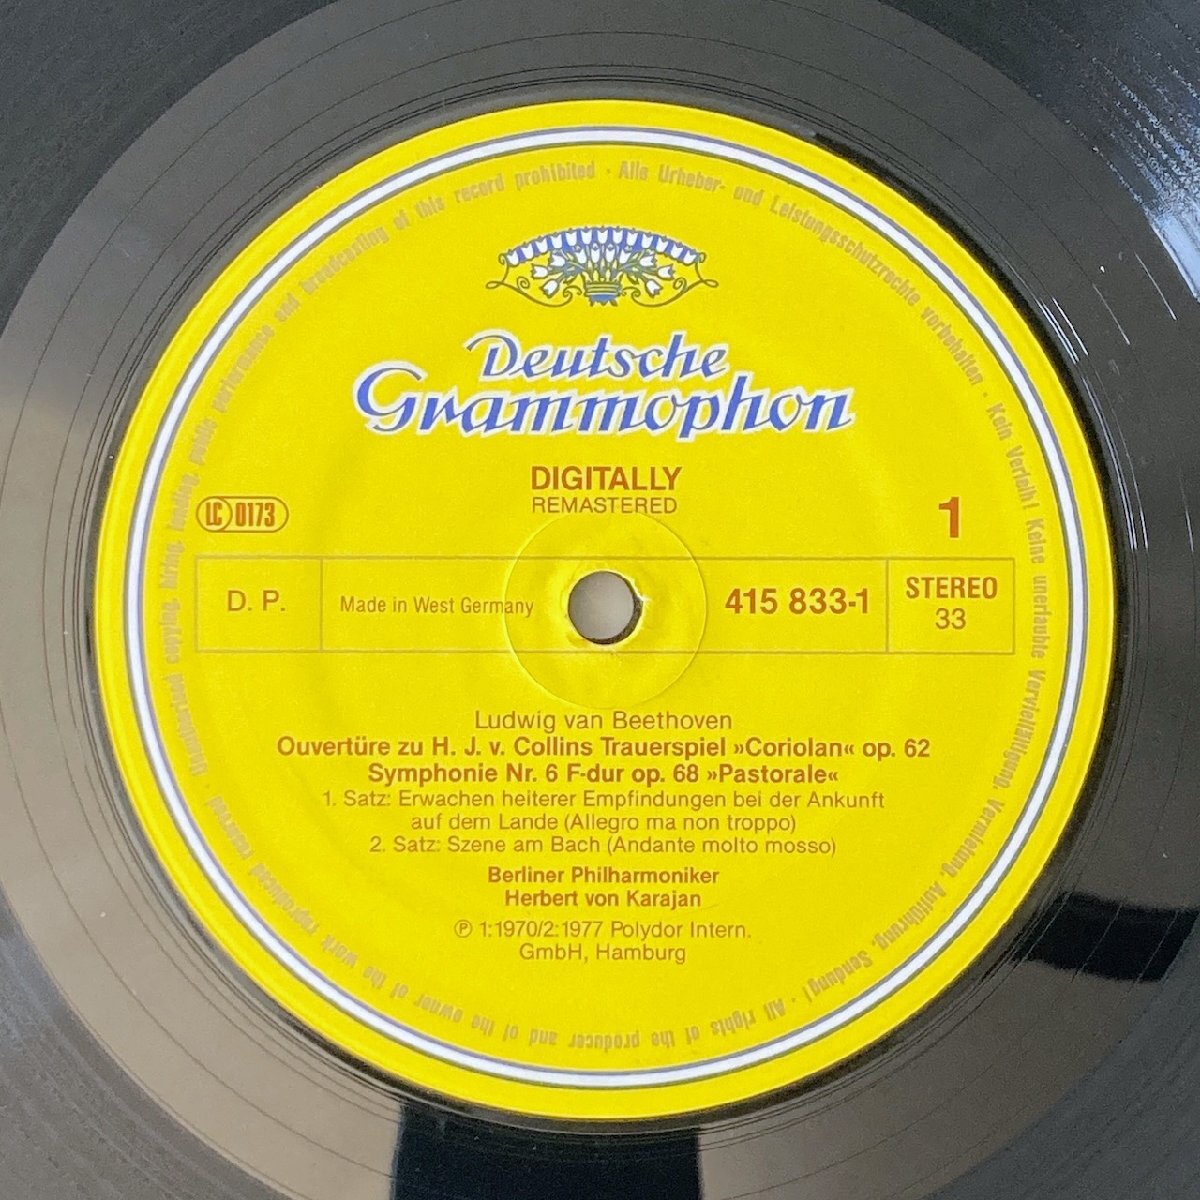 Deutsche
Grammophon
DIGITALLY
REMASTERED
LC 0173
1
D. P.
Made in West Germany
415 833-1
STEREO
33
Ludwig van Beethoven
Ouvertüre zu H. J. v. Collins Trauerspiel »Coriolan« op. 62
Symphonie Nr. 6 F-dur op. 68 »Pastorale«
1. Satz: Erwachen heiterer Empfindungen bei der Ankunft
auf dem Lande (Allegro ma non troppo)
2. Satz: Szene am Bach (Andante molto mosso)
Berliner Philharmoniker
Herbert von Karajan
℗ 1:1970/2:1977 Polydor Intern.
GmbH, Hamburg
Alle Urheber- und Leistungsschutzrechte vorbehalten · Kein Verleih! Keine unerlaubte Vervielfältigung, Vermietung, Aufführung, Sendung! · All rights of the producer and of the owner of the work reproduced reserved · Unauthorized copying, hiring, lending, public performance and broadcasting of this record prohibited ·